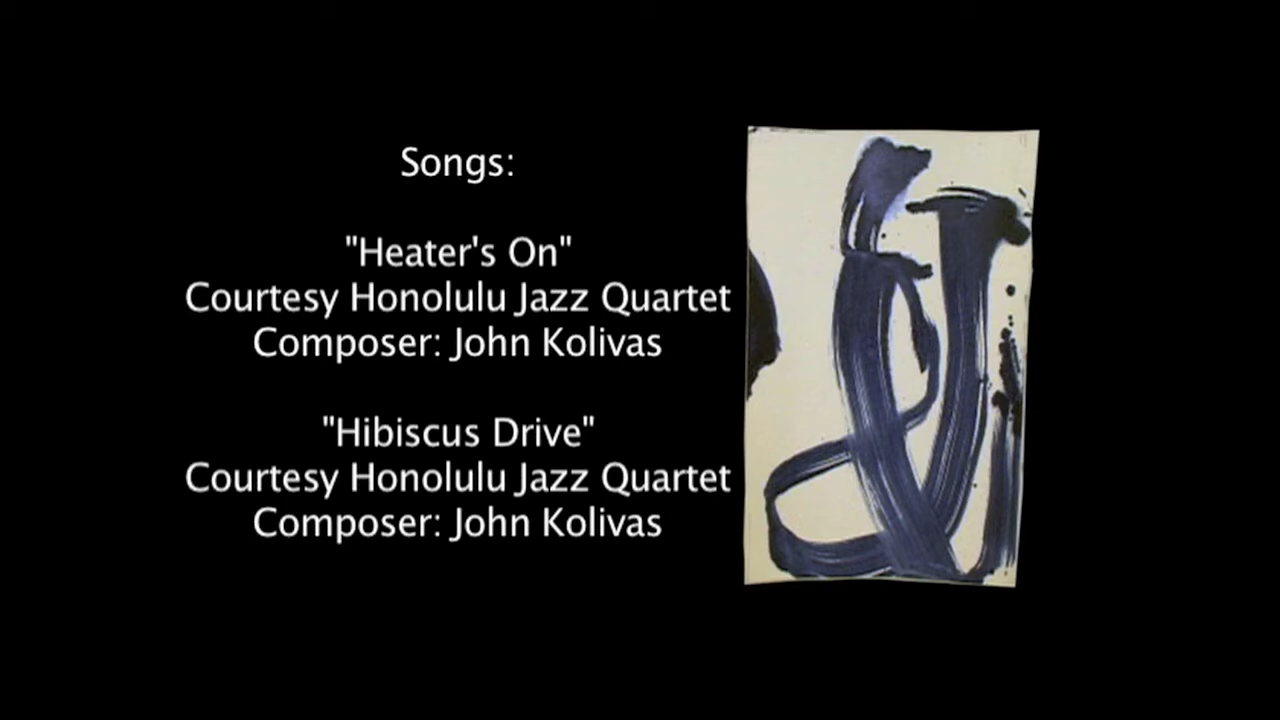 Songs:
"Heater's On"
Courtesy Honolulu Jazz Quartet
Composer: John Kolivas
"Hibiscus Drive"
Courtesy Honolulu Jazz Quartet
Composer: John Kolivas